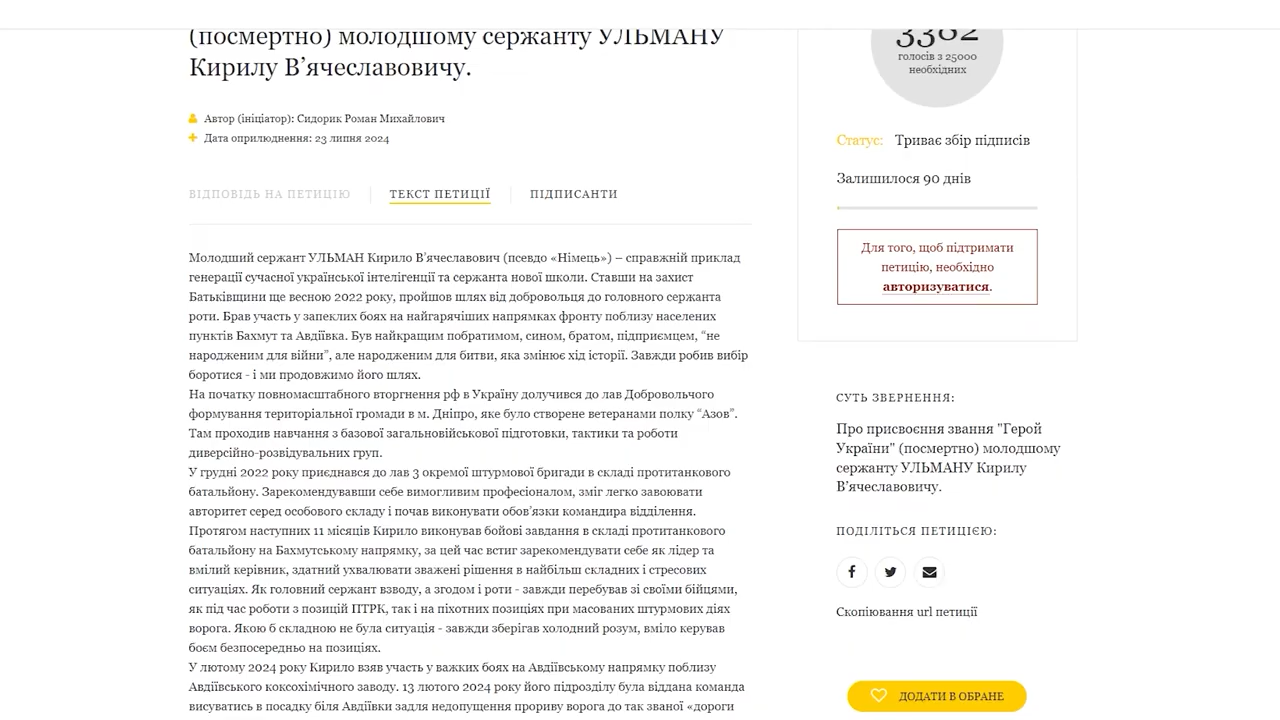 (посмертно) молодшому сержанту УЛЬМАНУ
Кирилу В’ячеславовичу.
Автор (ініціатор): Сидорик Роман Михайлович
Дата оприлюднення: 23 липня 2024
ВІДПОВІДЬ НА ПЕТИЦІЮ
ТЕКСТ ПЕТИЦІЇ
ПІДПИСАНТИ
Молодший сержант УЛЬМАН Кирило В’ячеславович (псевдо «Німець») – справжній приклад
генерації сучасної української інтелігенції та сержанта нової школи. Ставши на захист
Батьківщини ще весною 2022 року, пройшов шлях від добровольця до головного сержанта
роти. Брав участь у запеклих боях на найгарячіших напрямках фронту поблизу населених
пунктів Бахмут та Авдіївка. Був найкращим побратимом, сином, братом, підприємцем, “не
народженим для війни”, але народженим для битви, яка змінює хід історії. Завжди робив вибір
боротися - і ми продовжимо його шлях.
На початку повномасштабного вторгнення рф в Україну долучився до лав Добровольчого
формування територіальної громади в м. Дніпро, яке було створене ветеранами полку “Азов”.
Там проходив навчання з базової загальновійськової підготовки, тактики та роботи
диверсійно-розвідувальних груп.
У грудні 2022 року приєднався до лав 3 окремої штурмової бригади в складі протитанкового
батальйону. Зарекомендувавши себе вимогливим професіоналом, зміг легко завоювати
авторитет серед особового складу і почав виконувати обов’язки командира відділення.
Протягом наступних 11 місяців Кирило виконував бойові завдання в складі протитанкового
батальйону на Бахмутському напрямку, за цей час встиг зарекомендувати себе як лідер та
вмілий керівник, здатний ухвалювати зважені рішення в найбільш складних і стресових
ситуаціях. Як головний сержант взводу, а згодом і роти - завжди перебував зі своїми бійцями,
як під час роботи з позицій ПТРК, так і на піхотних позиціях при масованих штурмових діях
ворога. Якою б складною не була ситуація - завжди зберігав холодний розум, вміло керував
боєм безпосередньо на позиціях.
У лютому 2024 року Кирило взяв участь у важких боях на Авдіївському напрямку поблизу
Авдіївського коксохімічного заводу. 13 лютого 2024 року його підрозділу була віддана команда
висуватись в посадку біля Авдіївки задля недопущення прориву ворога до так званої «дороги
3382
голосів з 25000
необхідних
Статус: Триває збір підписів
Залишилося 90 днів
Для того, щоб підтримати
петицію, необхідно
авторизуватися.
СУТЬ ЗВЕРНЕННЯ:
Про присвоєння звання "Герой
України" (посмертно) молодшому
сержанту УЛЬМАНУ Кирилу
В’ячеславовичу.
ПОДІЛІТЬСЯ ПЕТИЦІЄЮ:
Скопіювання url петиції
ДОДАТИ В ОБРАНЕ